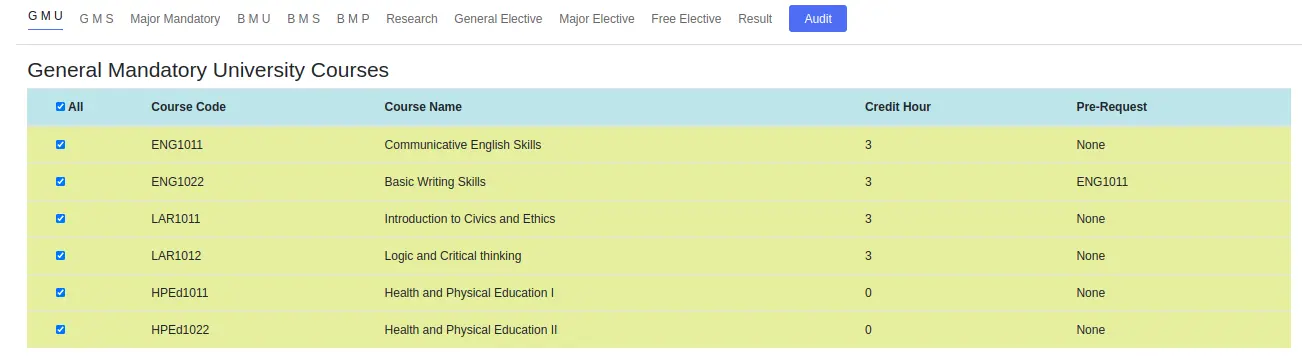 G M U G M S Major Mandatory B M U B M S B M P Research General Elective Major Elective Free Elective Result Audit
General Mandatory University Courses
All Course Code Course Name Credit Hour Pre-Request
ENG1011 Communicative English Skills 3 None
ENG1022 Basic Writing Skills 3 ENG1011
LAR1011 Introduction to Civics and Ethics 3 None
LAR1012 Logic and Critical thinking 3 None
HPEd1011 Health and Physical Education I 0 None
HPEd1022 Health and Physical Education II 0 None